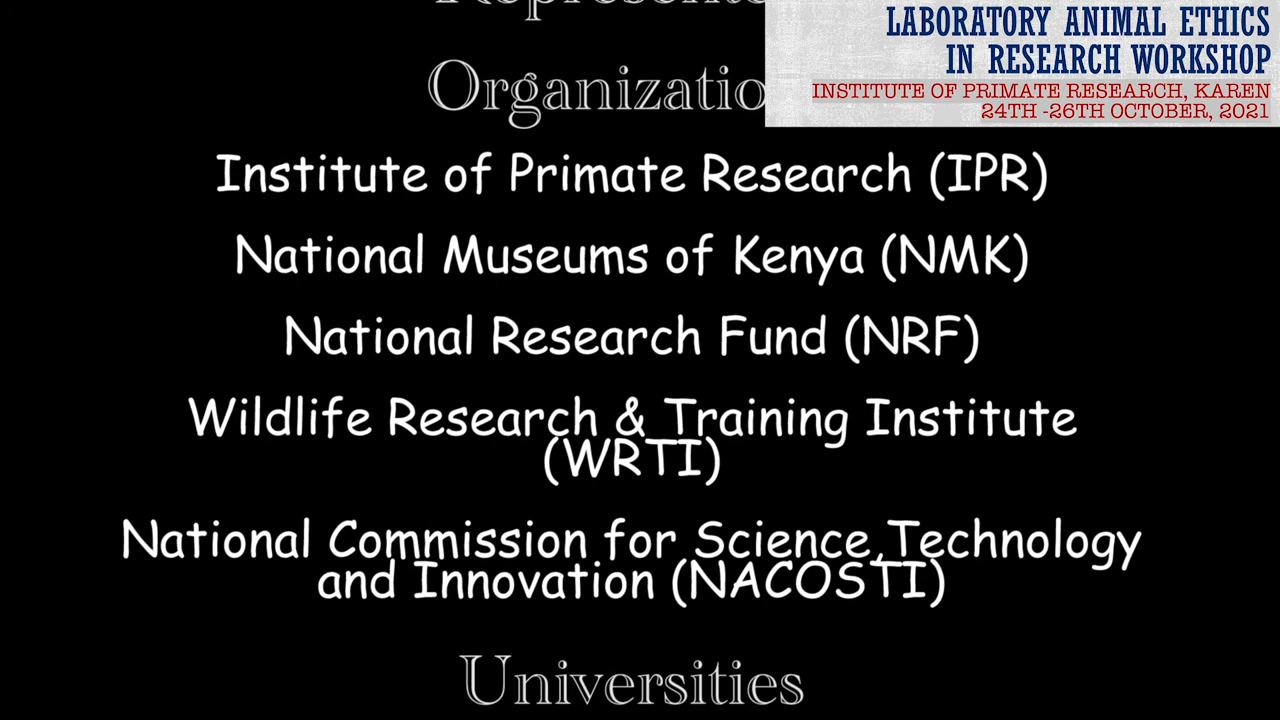 LABORATORY ANIMAL ETHICS
IN RESEARCH WORKSHOP
INSTITUTE OF PRIMATE RESEARCH, KAREN
24TH -26TH OCTOBER, 2021
Institute of Primate Research (IPR)
National Museums of Kenya (NMK)
National Research Fund (NRF)
Wildlife Research & Training Institute
(WRTI)
National Commission for Science,Technology
and Innovation (NACOSTI)
Universities